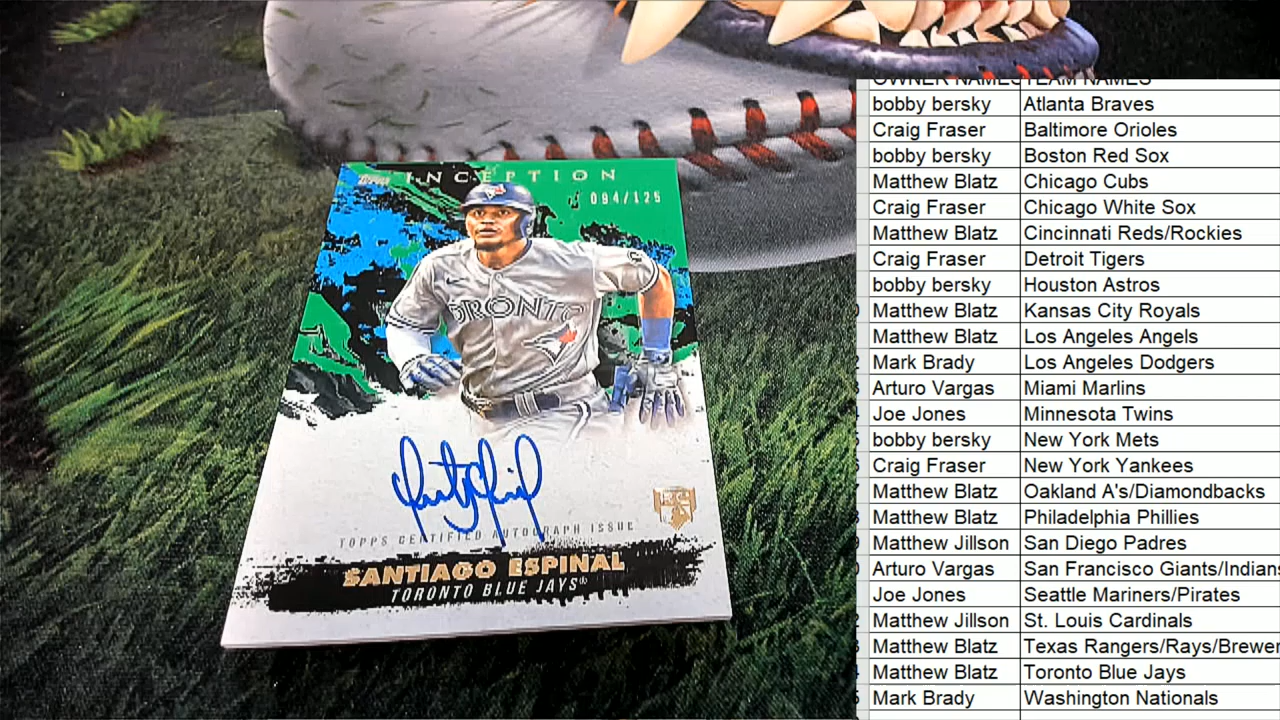 Topps INCEPTION
094/125
TORONTO
TOPPS CERTIFIED AUTOGRAPH ISSUE
RC
SANTIAGO ESPINAL
TORONTO BLUE JAYS®
OWNER NAMES TEAM NAMES
bobby bersky Atlanta Braves
Craig Fraser Baltimore Orioles
bobby bersky Boston Red Sox
Matthew Blatz Chicago Cubs
Craig Fraser Chicago White Sox
Matthew Blatz Cincinnati Reds/Rockies
Craig Fraser Detroit Tigers
bobby bersky Houston Astros
Matthew Blatz Kansas City Royals
Matthew Blatz Los Angeles Angels
Mark Brady Los Angeles Dodgers
Arturo Vargas Miami Marlins
Joe Jones Minnesota Twins
bobby bersky New York Mets
Craig Fraser New York Yankees
Matthew Blatz Oakland A's/Diamondbacks
Matthew Blatz Philadelphia Phillies
Matthew Jillson San Diego Padres
Arturo Vargas San Francisco Giants/Indians
Joe Jones Seattle Mariners/Pirates
Matthew Jillson St. Louis Cardinals
Matthew Blatz Texas Rangers/Rays/Brewer
Matthew Blatz Toronto Blue Jays
Mark Brady Washington Nationals